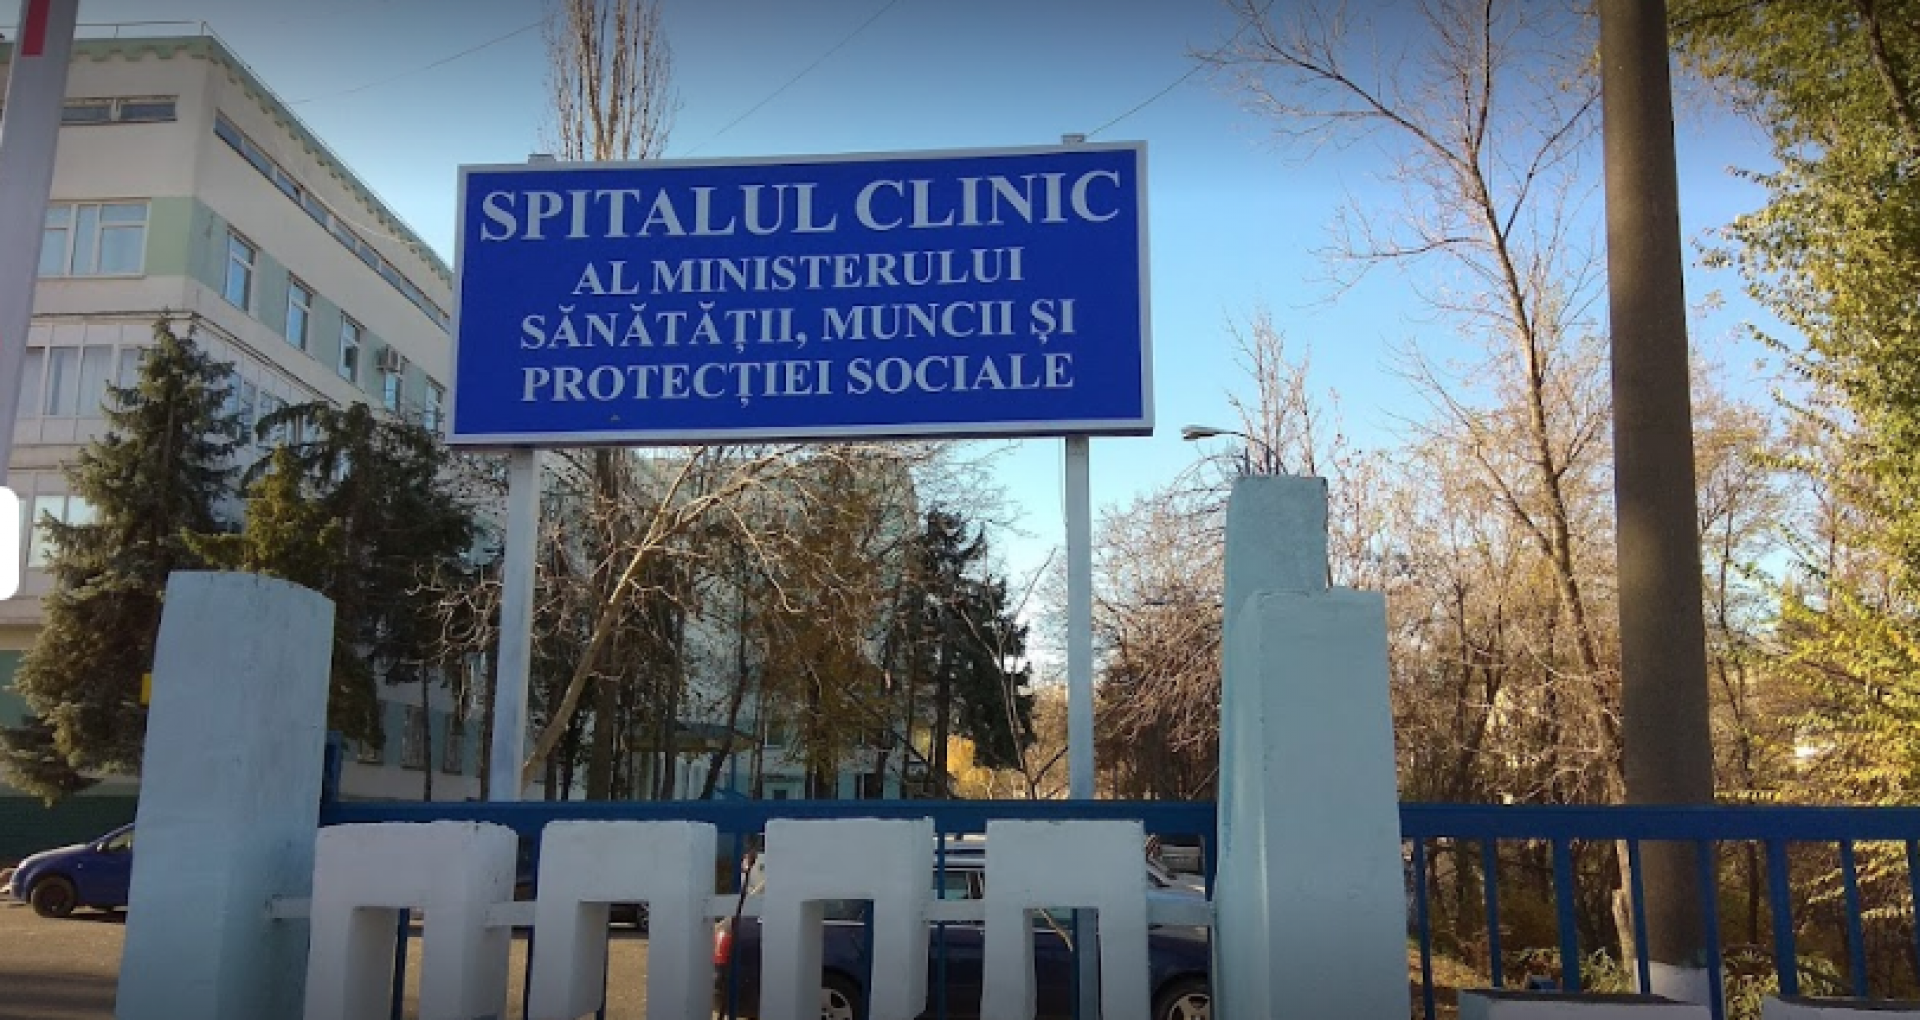 SPITALUL CLINIC
AL MINISTERULUI
SĂNĂTĂȚII, MUNCII ȘI
PROTECȚIEI SOCIALE